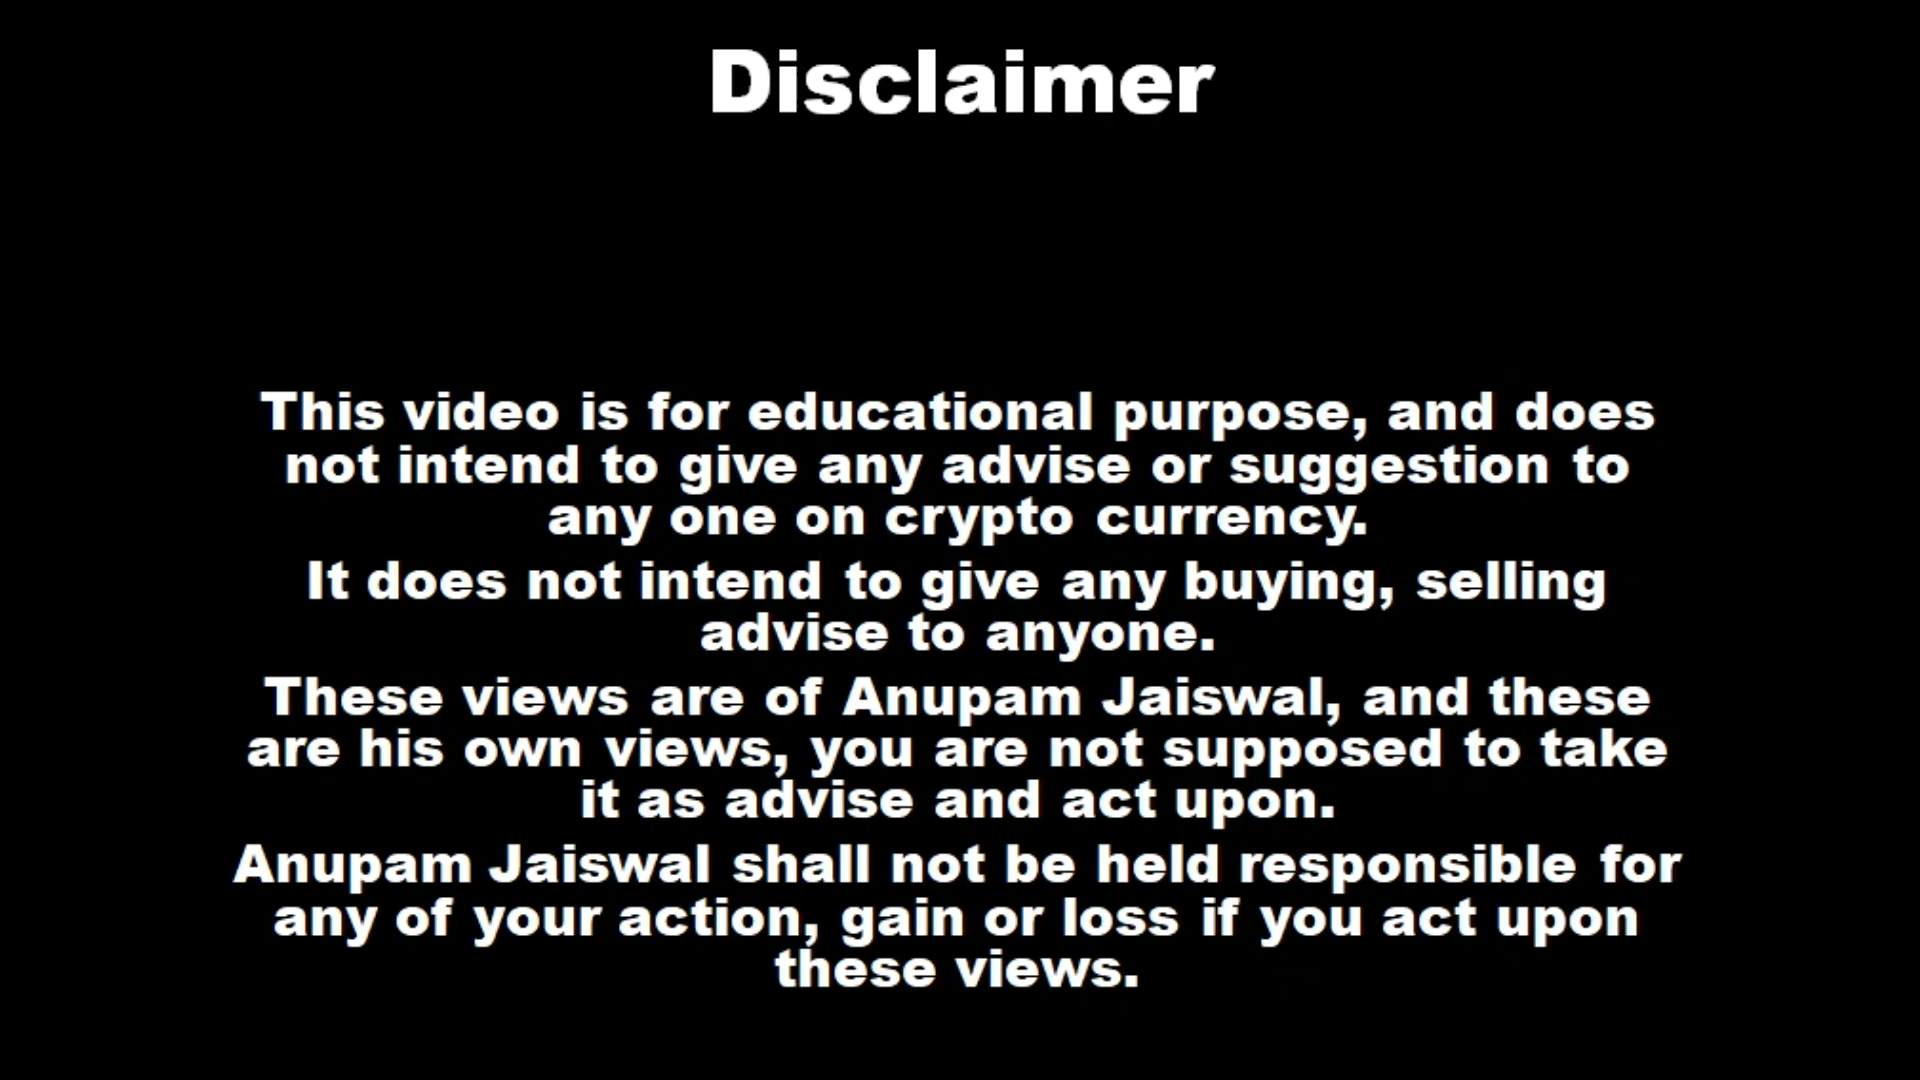 Disclaimer
This video is for educational purpose, and does
not intend to give any advise or suggestion to
any one on crypto currency.
It does not intend to give any buying, selling
advise to anyone.
These views are of Anupam Jaiswal, and these
are his own views, you are not supposed to take
it as advise and act upon.
Anupam Jaiswal shall not be held responsible for
any of your action, gain or loss if you act upon
these views.